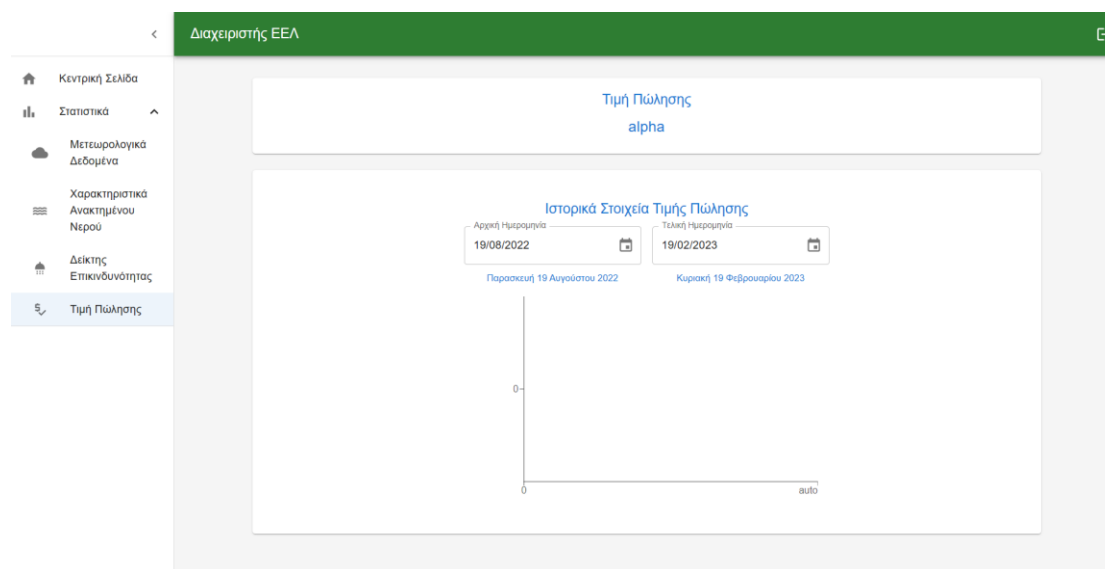 Διαχειριστής ΕΕΛ
Κεντρική Σελίδα
Στατιστικά
Μετεωρολογικά
Δεδομένα
Χαρακτηριστικά
Ανακτημένου
Νερού
Δείκτης
Επικινδυνότητας
Τιμή Πώλησης
Τιμή Πώλησης
alpha
Ιστορικά Στοιχεία Τιμής Πώλησης
Αρχική Ημερομηνία
19/08/2022
Παρασκευή 19 Αυγούστου 2022
Τελική Ημερομηνία
19/02/2023
Κυριακή 19 Φεβρουαρίου 2023
0
0
auto